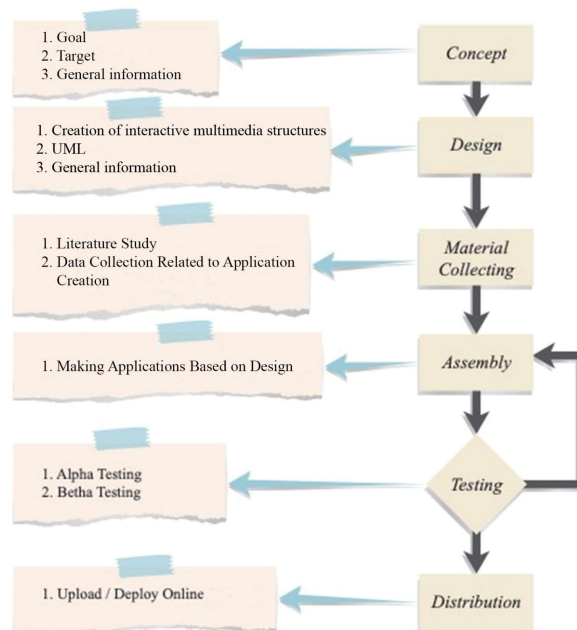 1. Goal
2. Target
3. General information
Concept
1. Creation of interactive multimedia structures
2. UML
3. General information
Design
1. Literature Study
2. Data Collection Related to Application
Creation
Material
Collecting
1. Making Applications Based on Design
Assembly
1. Alpha Testing
2. Betha Testing
Testing
1. Upload / Deploy Online
Distribution